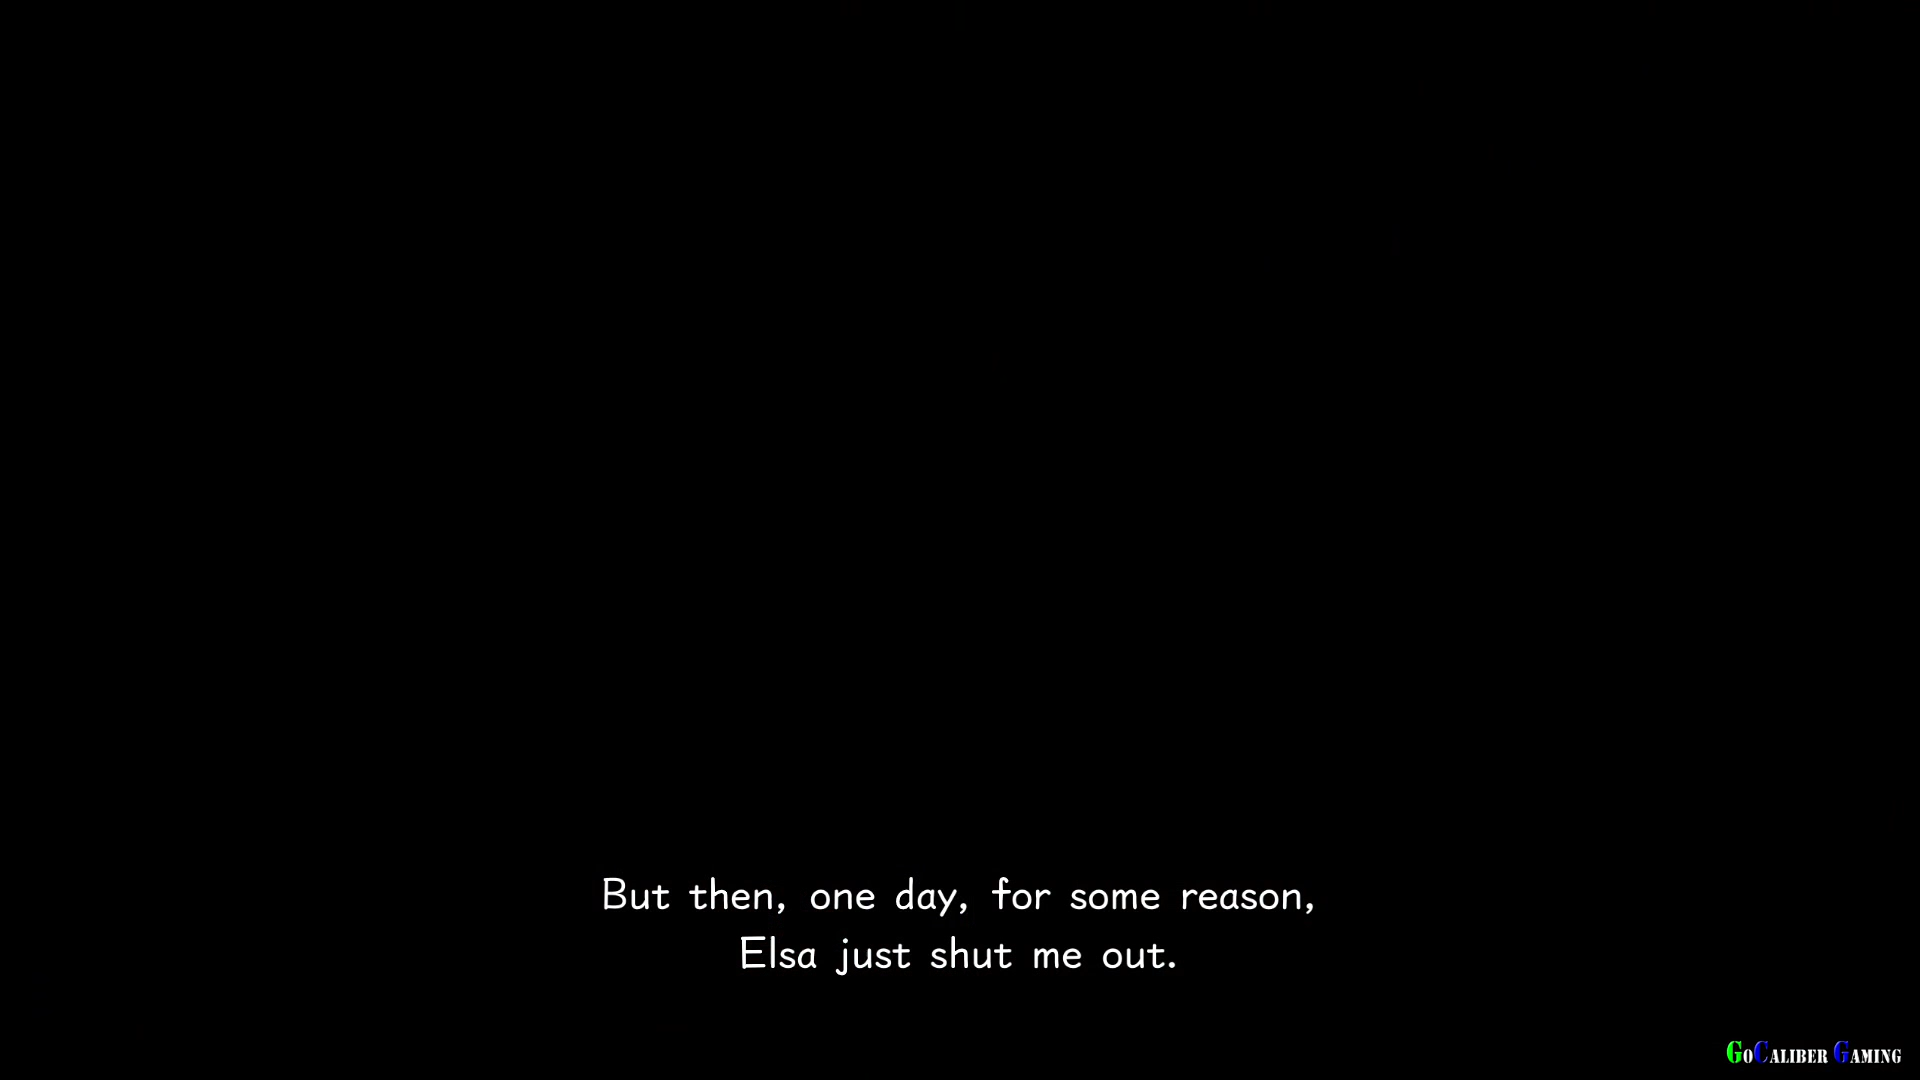 But then, one day, for some reason,
Elsa just shut me out.
GoCaliber Gaming